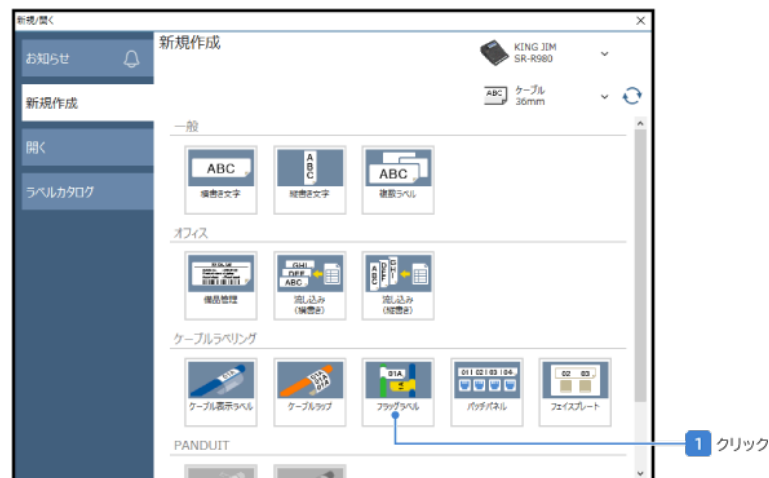 新規/開く
お知らせ
新規作成
開く
ラベルカタログ
新規作成
KING JIM
SR-R980
ABC
ケーブル
36mm
一般
ABC
横書き文字
A
B
C
縦書き文字
ABC
複数ラベル
オフィス
備品管理
GHI
DEF
ABC
流し込み
(横書き)
流し込み
(縦書き)
ケーブルラベリング
01A
ケーブル表示ラベル
01A
01A
01A
ケーブルラップ
01A
フラッグラベル
01 02 03 04
パッチパネル
02 03
フェイスプレート
PANDUIT
1 クリック